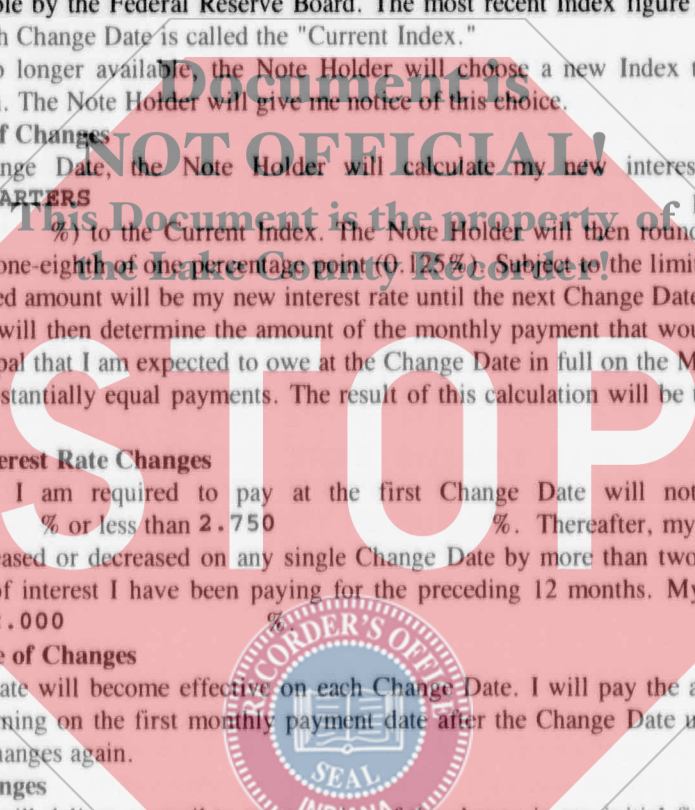 ble by the Federal Reserve Board. The most recent Index figure
h Change Date is called the "Current Index."
longer available, the Note Holder will choose a new Index
. The Note Holder will give me notice of this choice.
Document is
NOT OFFICIAL!
This Document is the property of
the Lake County Recorder!
f Changes
nge Date, the Note Holder will calculate my new interes
ARTERS
%) to the Current Index. The Note Holder will then round
one-eighth of one percentage point (0.125%). Subject to the limit
ed amount will be my new interest rate until the next Change Date
will then determine the amount of the monthly payment that wou
pal that I am expected to owe at the Change Date in full on the M
stantially equal payments. The result of this calculation will be
STOP
erest Rate Changes
I am required to pay at the first Change Date will not
% or less than 2.750 %. Thereafter, my
eased or decreased on any single Change Date by more than two
of interest I have been paying for the preceding 12 months. My
.000 %.
e of Changes
ate will become effective on each Change Date. I will pay the a
ning on the first monthly payment date after the Change Date u
hanges again.
nges
RECORDER'S OFFICE
SEAL
INDIANA